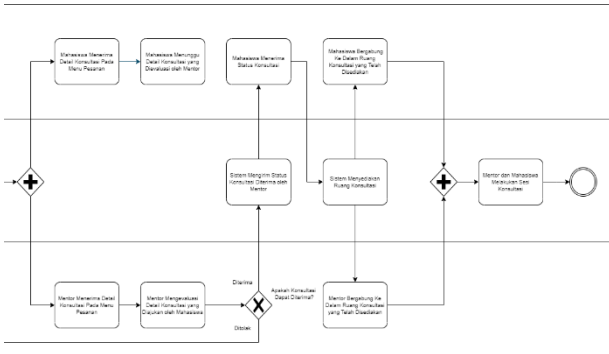 Mahasiswa Menerima
Detail Konsultasi Pada
Menu Pesanan
Mahasiswa Menunggu
Detail Konsultasi yang
Dievaluasi oleh Mentor
Mahasiswa Menerima
Status Konsultasi
Mahasiswa Bergabung
Ke Dalam Ruang
Konsultasi yang Telah
Disediakan
Sistem Mengirim Status
Konsultasi Diterima oleh
Mentor
Sistem Menyediakan
Ruang Konsultasi
Mentor dan Mahasiswa
Melakukan Sesi
Konsultasi
Mentor Menerima Detail
Konsultasi Pada Menu
Pesanan
Mentor Mengevaluasi
Detail Konsultasi yang
Diajukan oleh Mahasiswa
Diterima
Apakah Konsultasi
Dapat Diterima?
Ditolak
Mentor Bergabung Ke
Dalam Ruang Konsultasi
yang Telah Disediakan